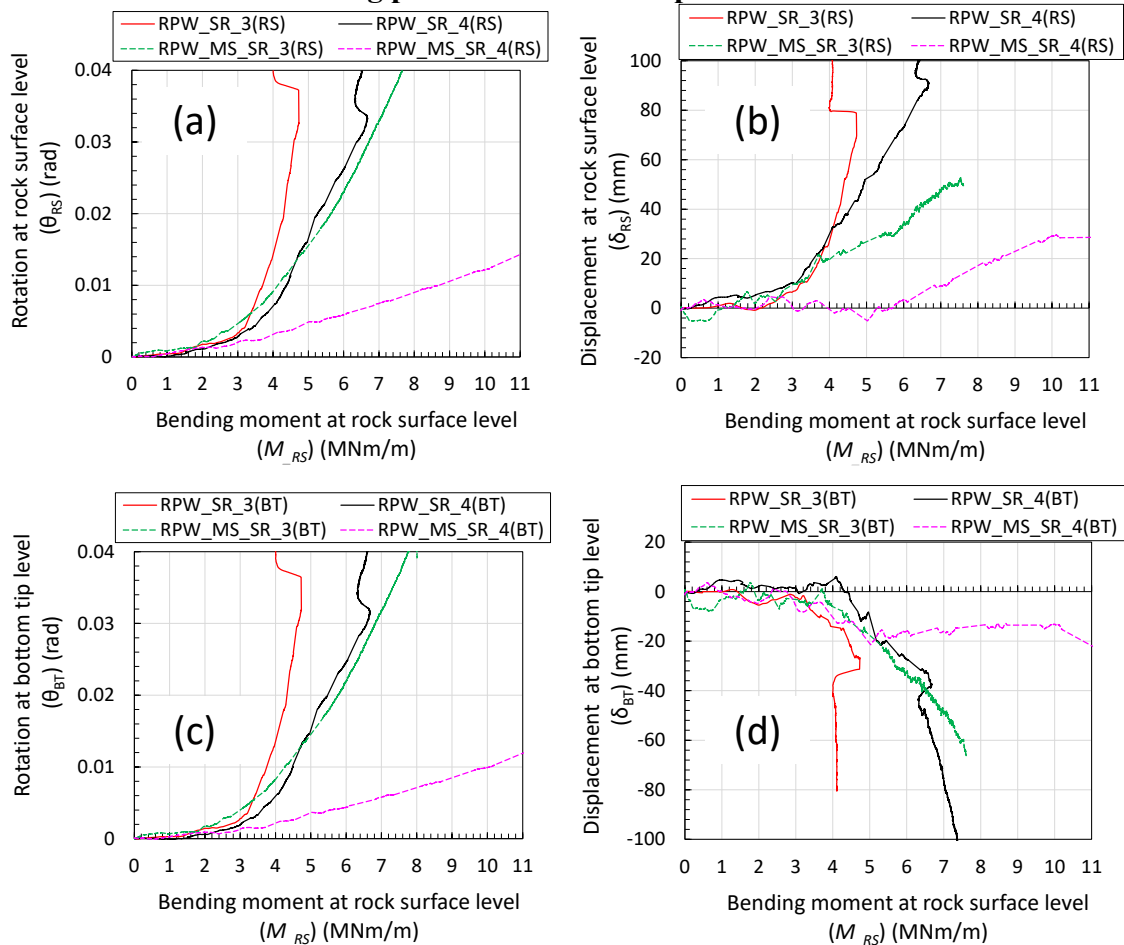 RPW_SR_3(RS) RPW_SR_4(RS)
RPW_MS_SR_3(RS) RPW_MS_SR_4(RS)
0.04
0.03
0.02
0.01
0
(a)
Rotation at rock surface level
(θRS) (rad)
0 1 2 3 4 5 6 7 8 9 10 11
Bending moment at rock surface level
(M_RS) (MNm/m)
RPW_SR_3(RS) RPW_SR_4(RS)
RPW_MS_SR_3(RS) RPW_MS_SR_4(RS)
100
80
60
40
20
0
-20
(b)
Displacement at rock surface level
(δRS) (mm)
0 1 2 3 4 5 6 7 8 9 10 11
Bending moment at rock surface level
(M_RS) (MNm/m)
RPW_SR_3(BT) RPW_SR_4(BT)
RPW_MS_SR_3(BT) RPW_MS_SR_4(BT)
0.04
0.03
0.02
0.01
0
(c)
Rotation at bottom tip level
(θBT) (rad)
0 1 2 3 4 5 6 7 8 9 10 11
Bending moment at rock surface level
(M_RS) (MNm/m)
RPW_SR_3(BT) RPW_SR_4(BT)
RPW_MS_SR_3(BT) RPW_MS_SR_4(BT)
20
0
-20
-40
-60
-80
-100
(d)
Displacement at bottom tip level
(δBT) (mm)
0 1 2 3 4 5 6 7 8 9 10 11
Bending moment at rock surface level
(M_RS) (MNm/m)